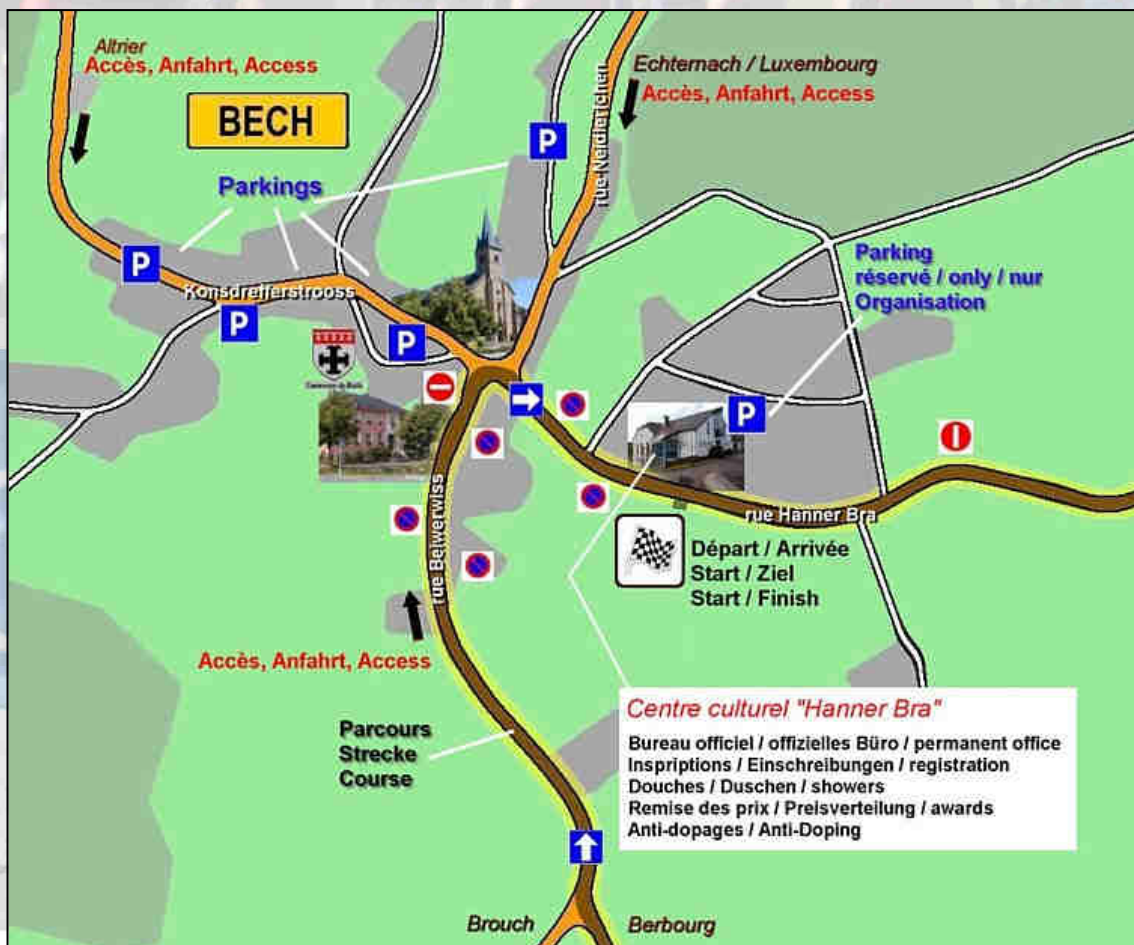 Altrier
Accès, Anfahrt, Access
BECH
Echternach / Luxembourg
Accès, Anfahrt, Access
rue Neidierichen
P
Parkings
P
Konsdrefferstrooss
P
P
Parking
réservé / only / nur
Organisation
P
rue Hanner Bra
Départ / Arrivée
Start / Ziel
Start / Finish
rue Beiwerwiss
Accès, Anfahrt, Access
Parcours
Strecke
Course
Centre culturel "Hanner Bra"
Bureau officiel / offizielles Büro / permanent office
Inspriptions / Einschreibungen / registration
Douches / Duschen / showers
Remise des prix / Preisverteilung / awards
Anti-dopages / Anti-Doping
Brouch
Berbourg